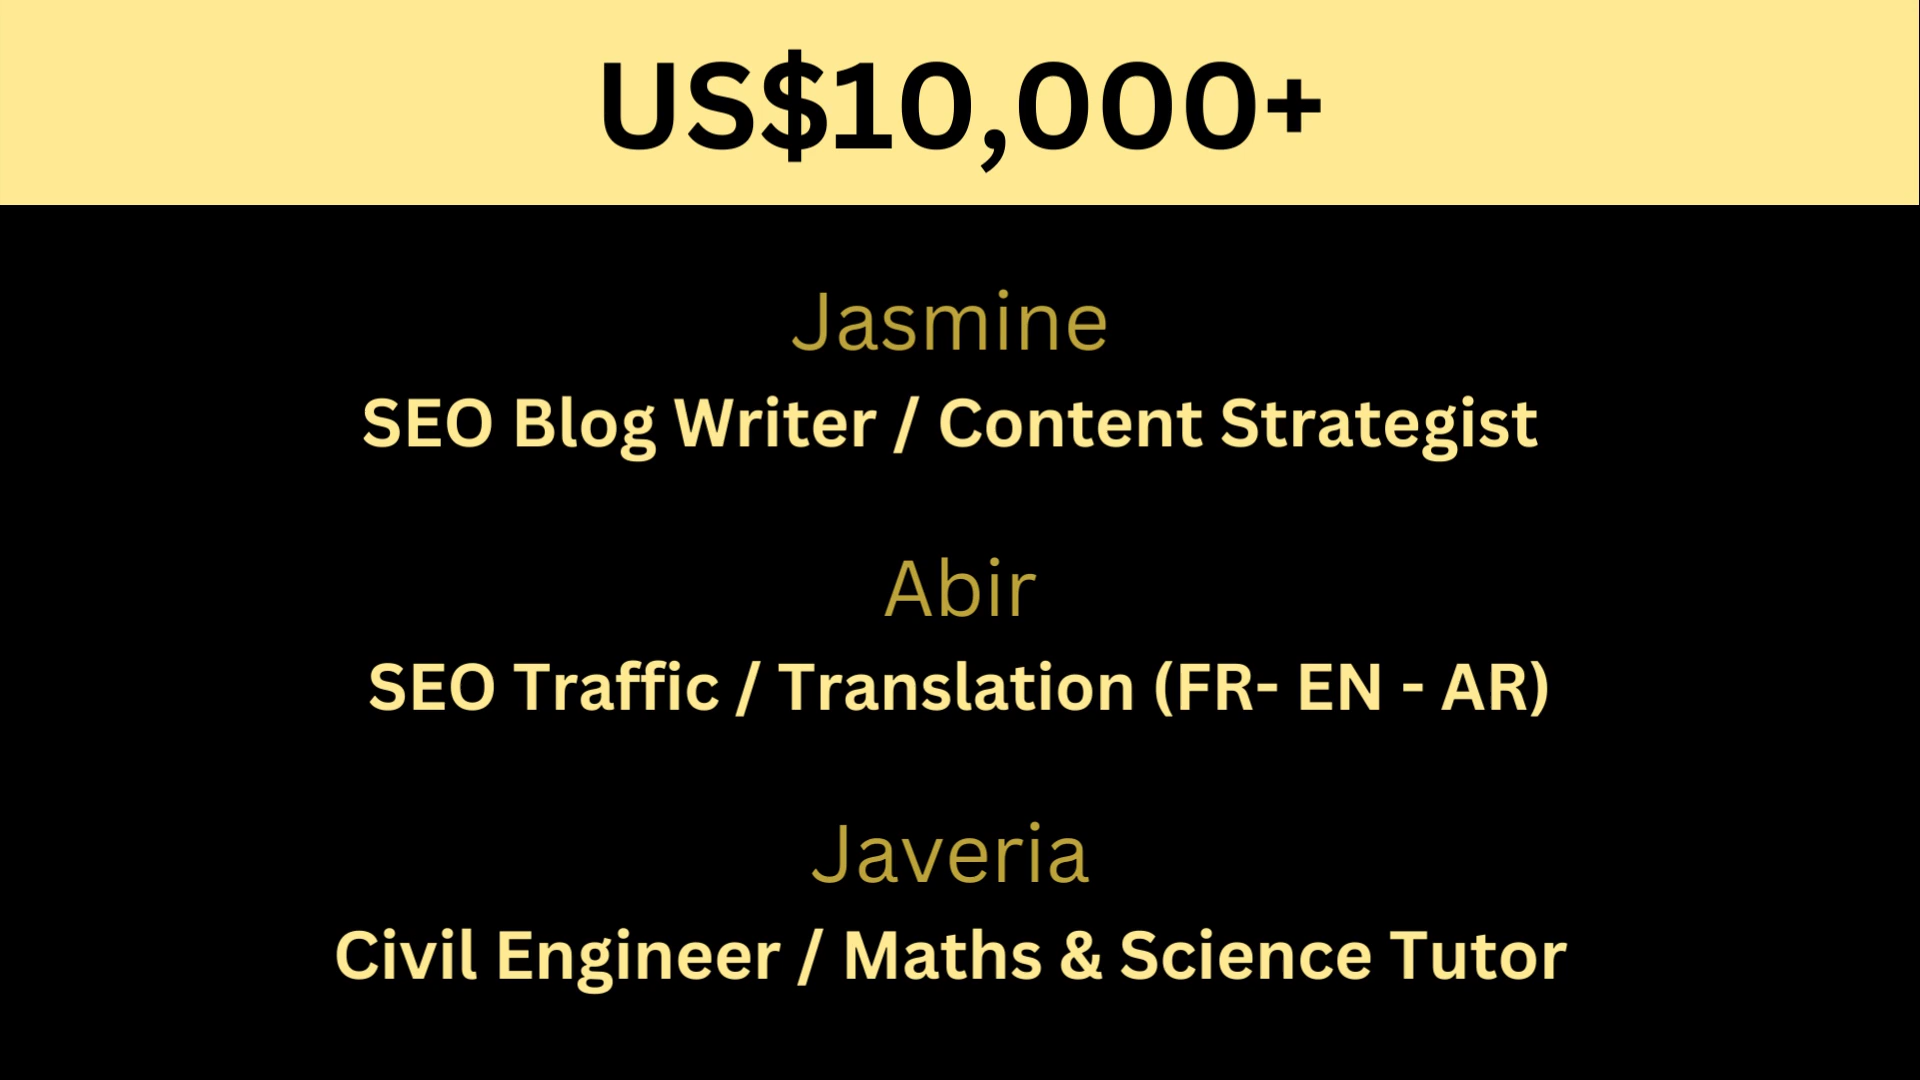 US$10,000+
Jasmine
SEO Blog Writer / Content Strategist
Abir
SEO Traffic / Translation (FR- EN - AR)
Javeria
Civil Engineer / Maths & Science Tutor